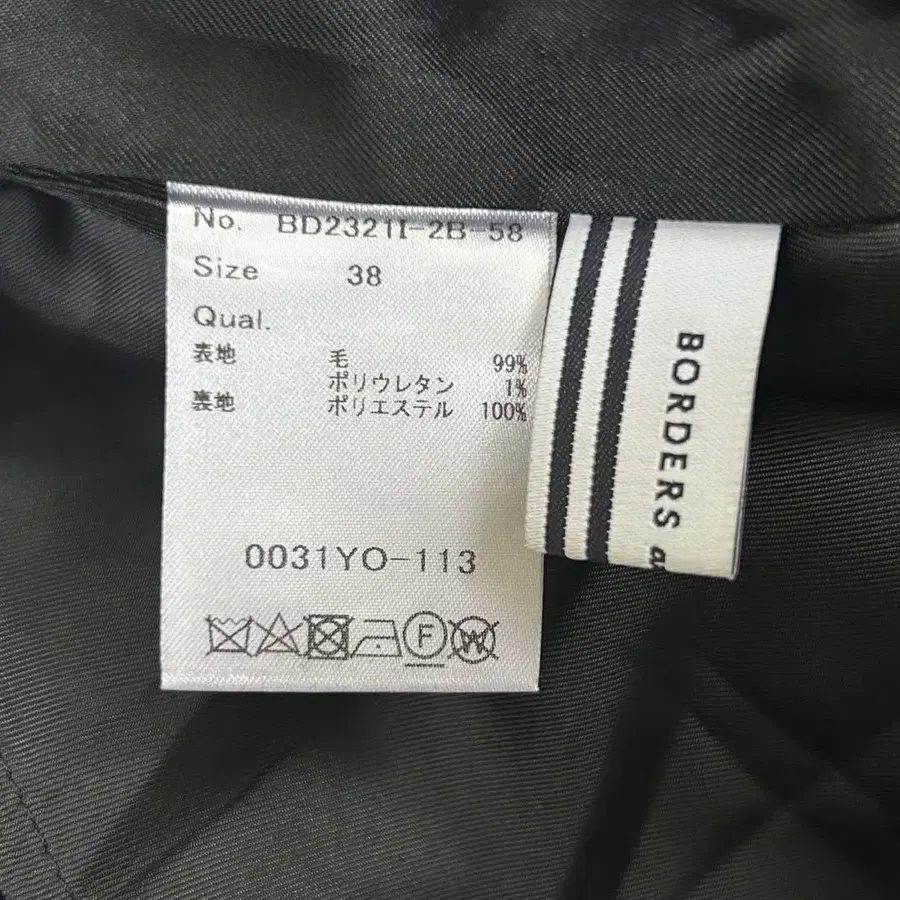 No. BD2321I-2B-58
Size 38
Qual.
表地 毛 99%
ポリウレタン 1%
裏地 ポリエステル 100%
0031YO-113
F
W
BORDERS